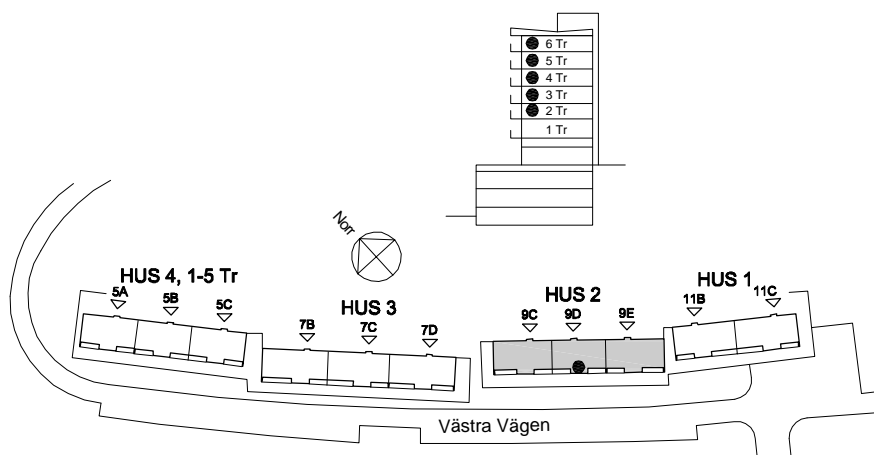 6 Tr
5 Tr
4 Tr
3 Tr
2 Tr
1 Tr
Norr
HUS 4, 1-5 Tr
5A
5B
5C
HUS 3
7B
7C
7D
HUS 2
9C
9D
9E
HUS 1
11B
11C
Västra Vägen